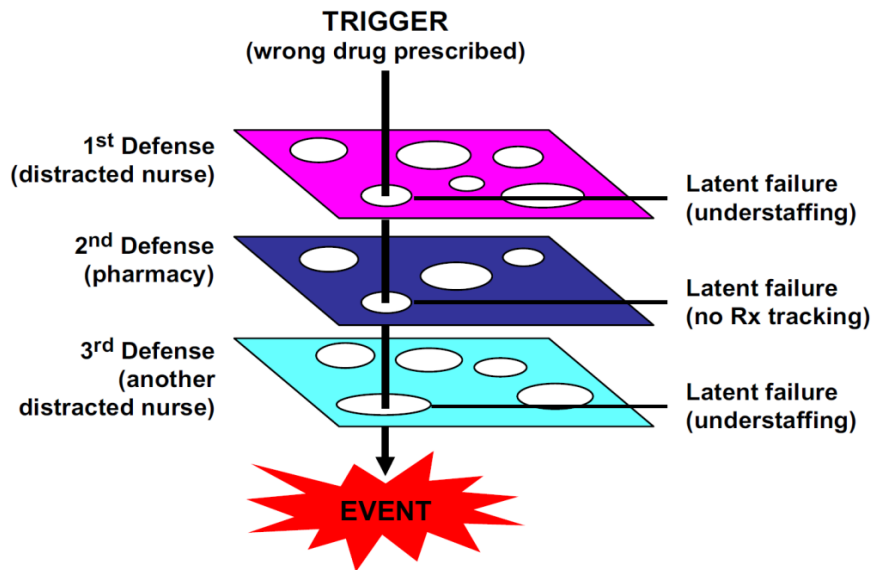 TRIGGER
(wrong drug prescribed)
1st Defense
(distracted nurse)
Latent failure
(understaffing)
2nd Defense
(pharmacy)
Latent failure
(no Rx tracking)
3rd Defense
(another
distracted nurse)
Latent failure
(understaffing)
EVENT